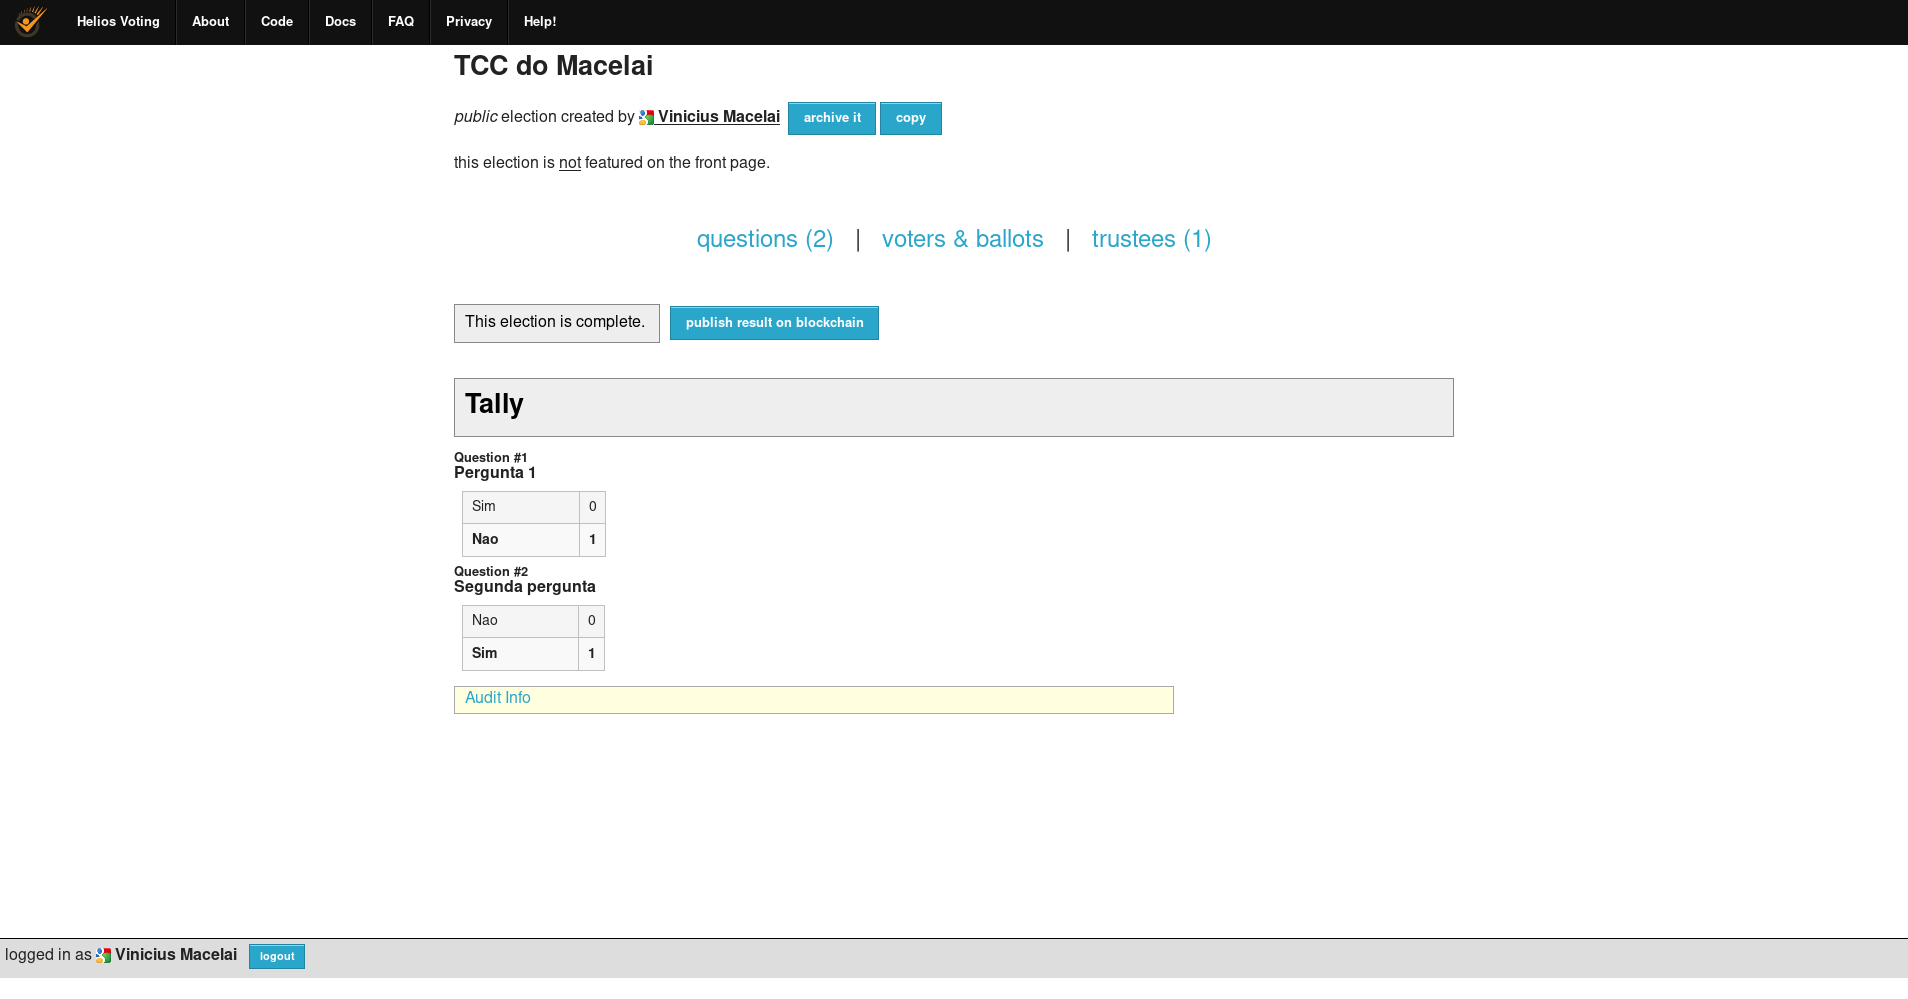 Helios Voting About Code Docs FAQ Privacy Help!
TCC do Macelai
public election created by Vinicius Macelai archive it copy
this election is not featured on the front page.
questions (2) | voters & ballots | trustees (1)
This election is complete. publish result on blockchain
Tally
Question #1
Pergunta 1
Sim 0
Nao 1
Question #2
Segunda pergunta
Nao 0
Sim 1
Audit Info
logged in as Vinicius Macelai logout